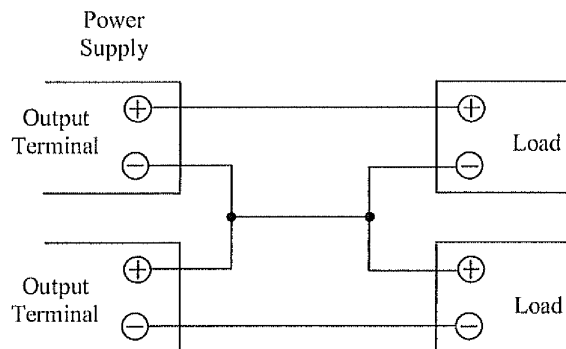 Power
Supply
Output
Terminal
+
−
Load
+
−
Output
Terminal
+
−
Load
+
−